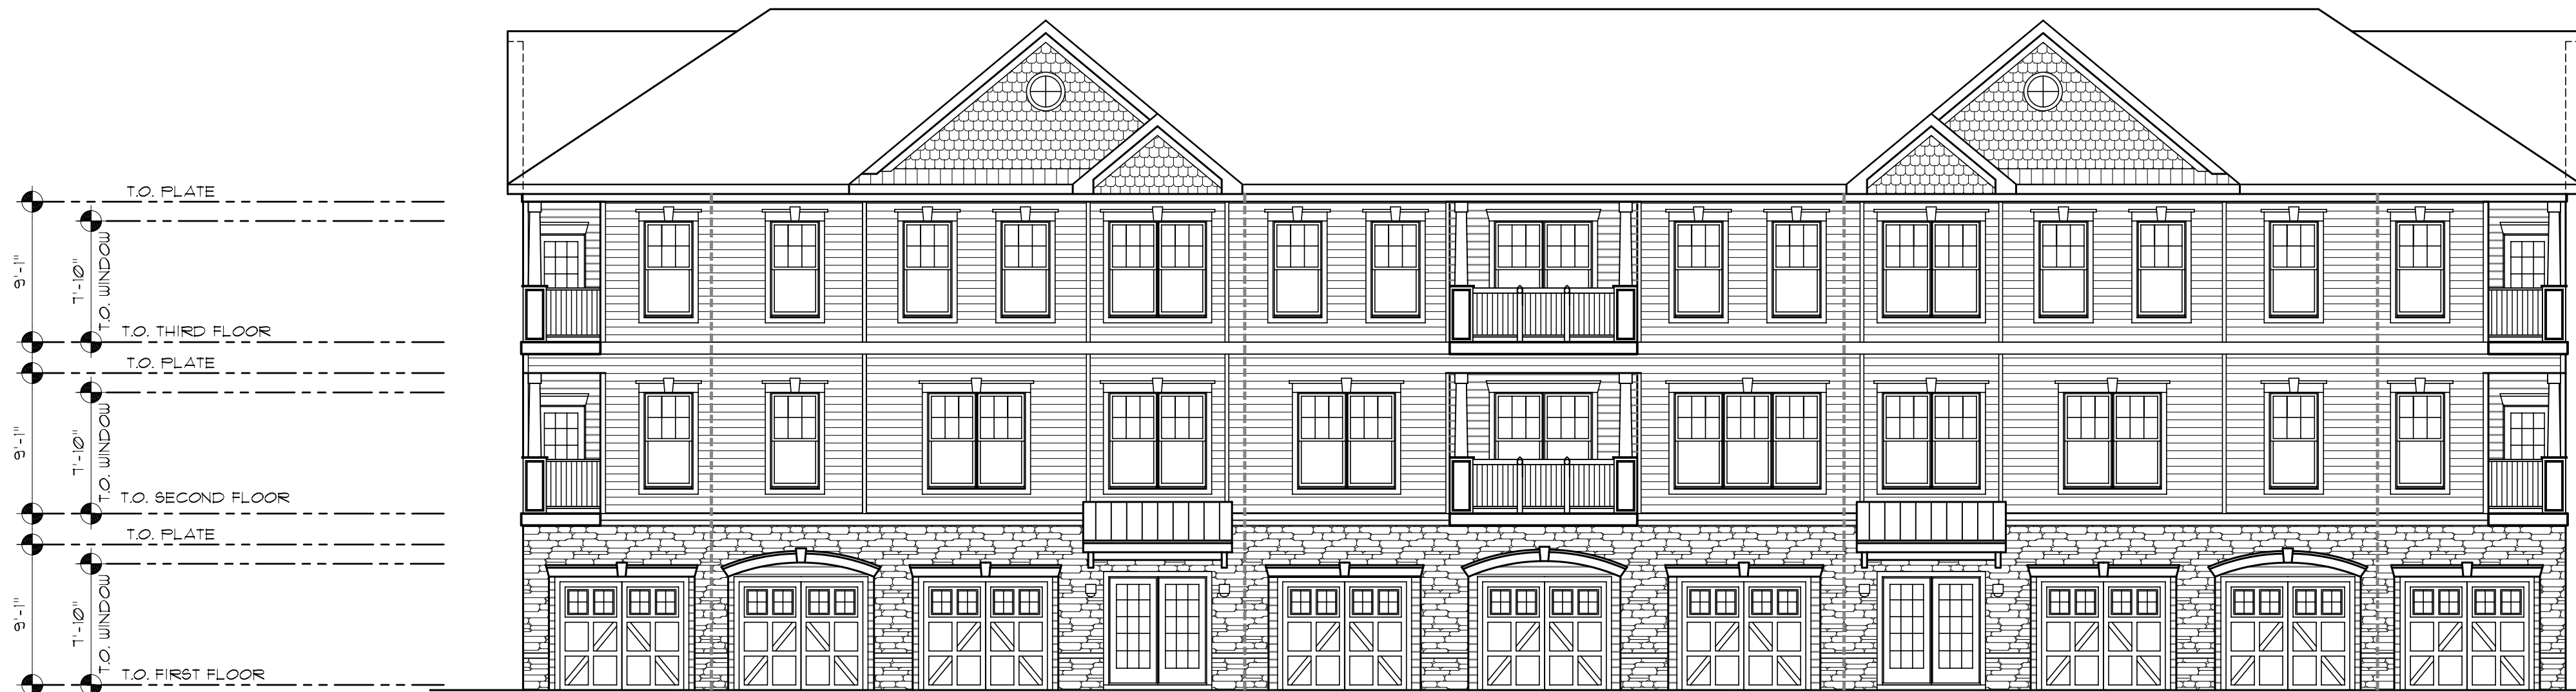 T.O. PLATE
9'-1"
7'-10"
T.O. WINDOW
T.O. THIRD FLOOR
T.O. PLATE
9'-1"
7'-10"
T.O. WINDOW
T.O. SECOND FLOOR
T.O. PLATE
9'-1"
7'-10"
T.O. WINDOW
T.O. FIRST FLOOR